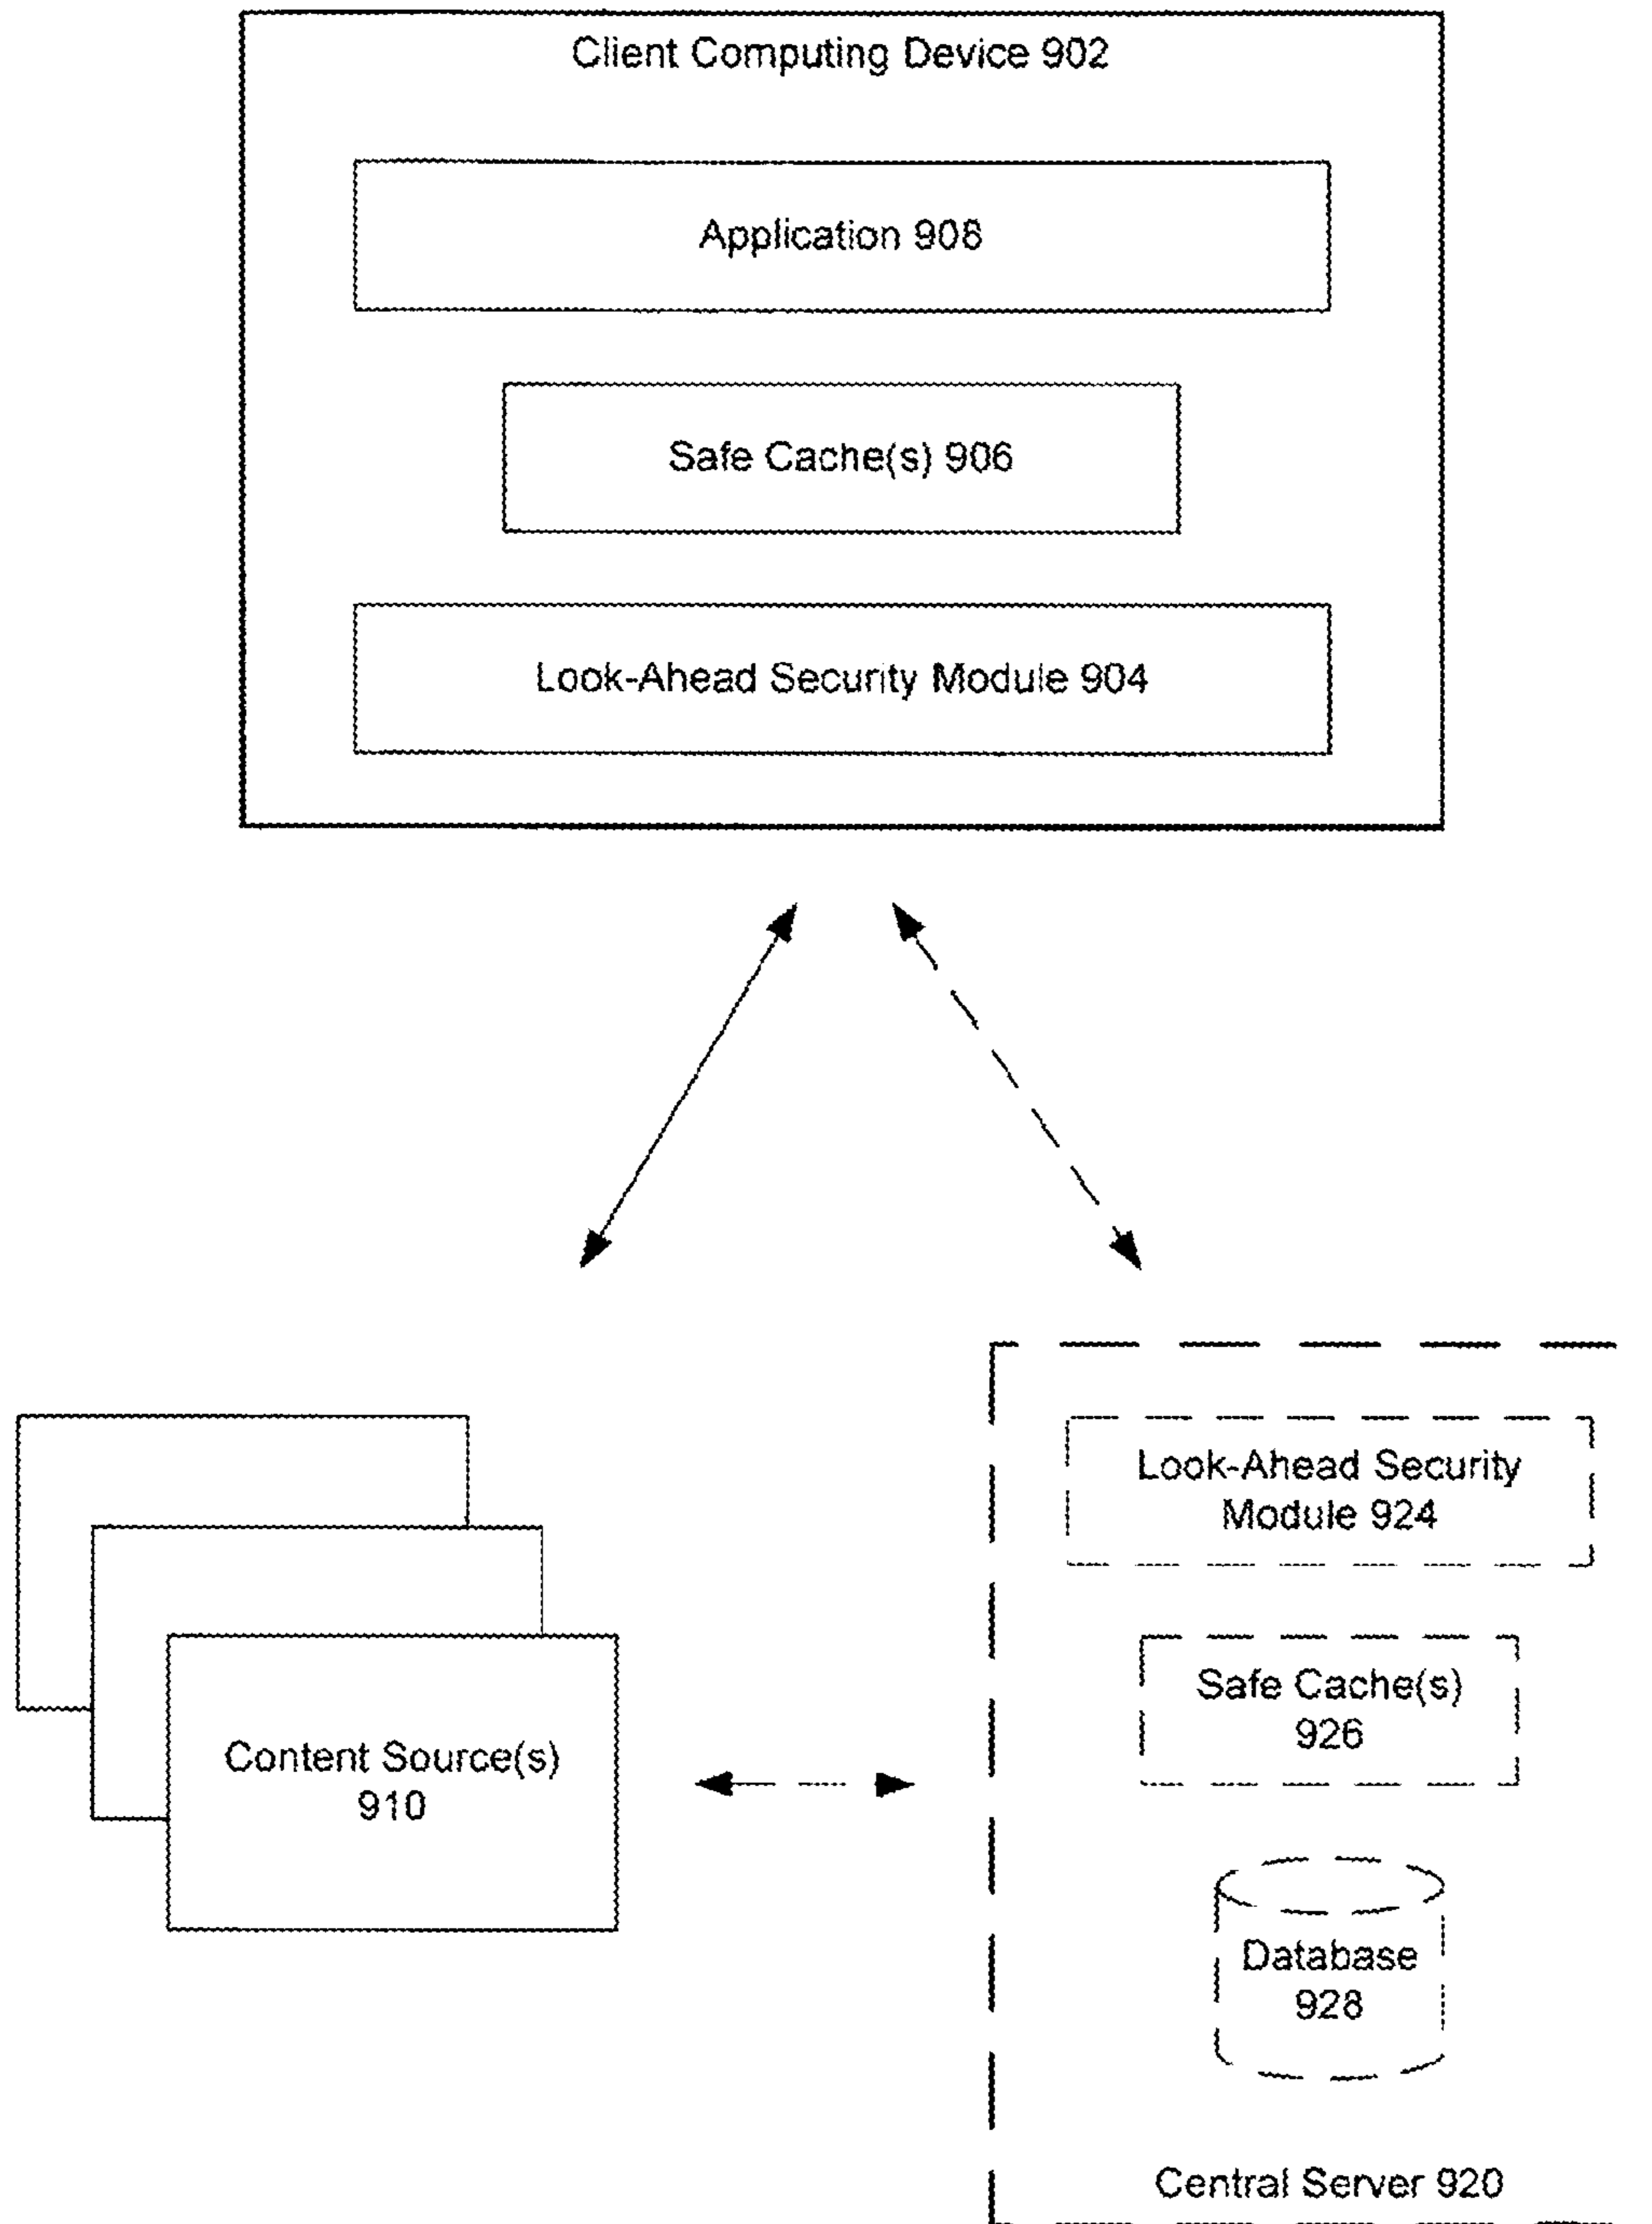 Client Computing Device 902
Application 908
Safe Cache(s) 906
Look-Ahead Security Module 904
Look-Ahead Security
Module 924
Safe Cache(s)
926
Content Source(s)
910
Database
928
Central Server 920